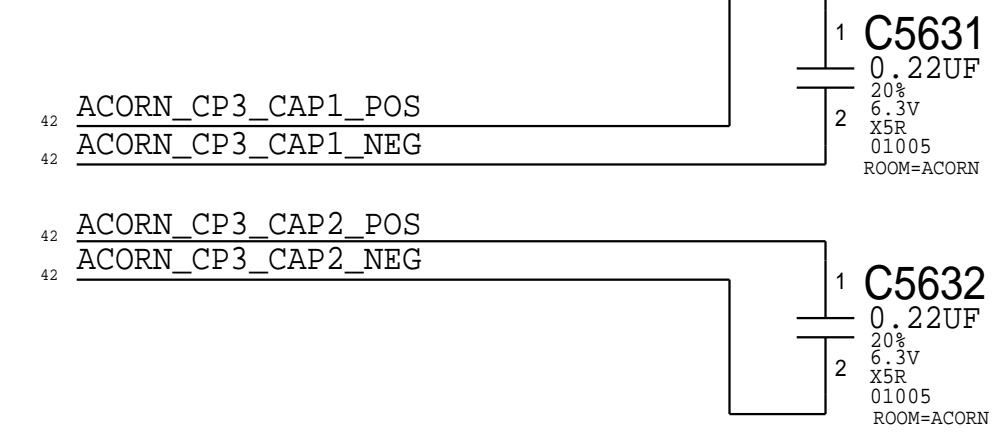 1 C5631
0.22UF
20%
6.3V
2 X5R
01005
ROOM=ACORN
42 ACORN_CP3_CAP1_POS
42 ACORN_CP3_CAP1_NEG
42 ACORN_CP3_CAP2_POS
42 ACORN_CP3_CAP2_NEG
1 C5632
0.22UF
20%
6.3V
2 X5R
01005
ROOM=ACORN